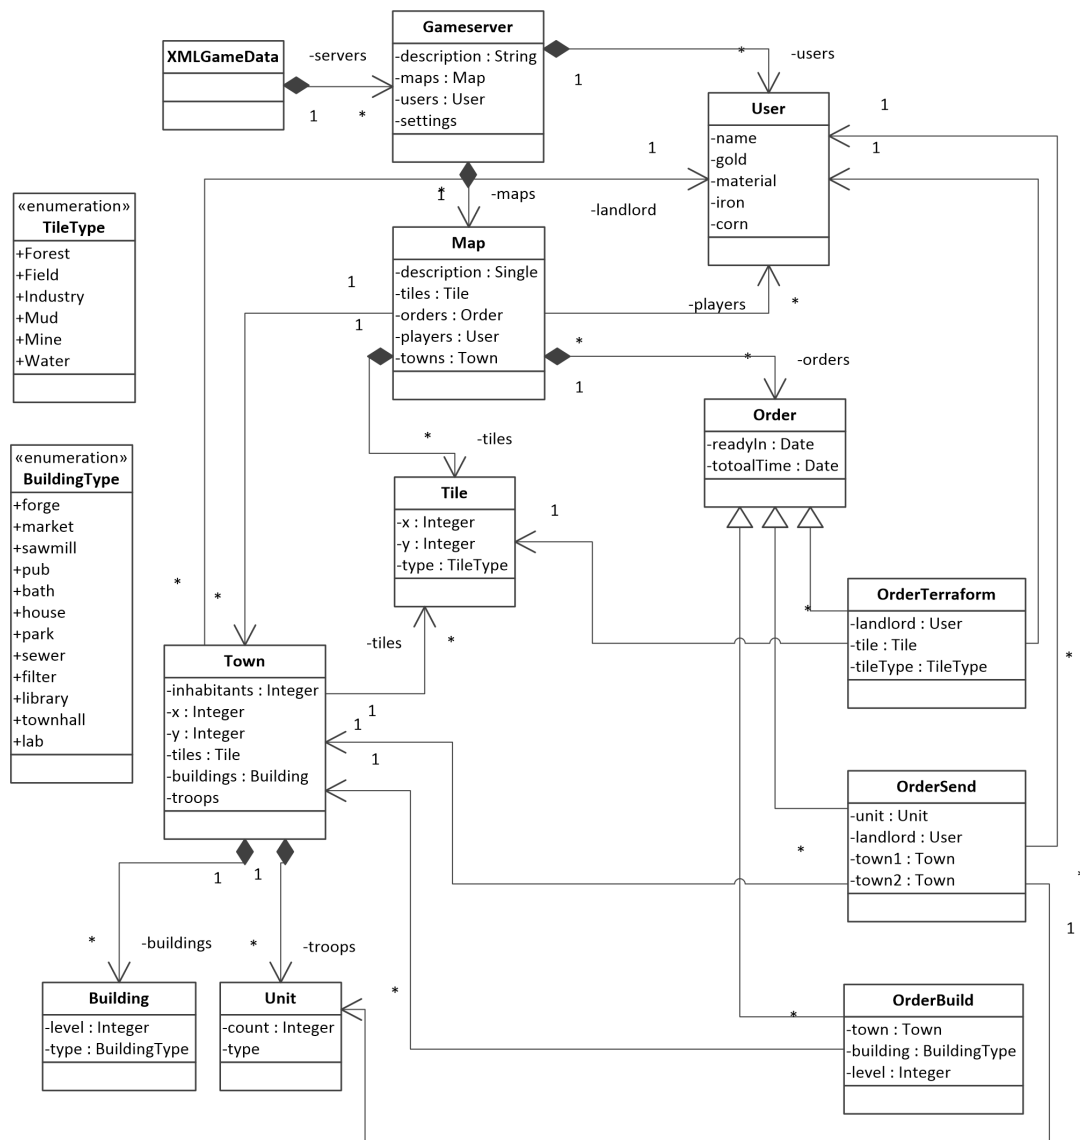 XMLGameData
-servers
1
*
Gameserver
-description : String
-maps : Map
-users : User
-settings
*
-users
1
User
-name
-gold
-material
-iron
-corn
1
1
1
-landlord
*
1
-maps
«enumeration»
TileType
+Forest
+Field
+Industry
+Mud
+Mine
+Water
Map
-description : Single
-tiles : Tile
-orders : Order
-players : User
-towns : Town
1
1
-players
*
*
*
-orders
1
Order
-readyIn : Date
-totoalTime : Date
*
-tiles
«enumeration»
BuildingType
+forge
+market
+sawmill
+pub
+bath
+house
+park
+sewer
+filter
+library
+townhall
+lab
Tile
-x : Integer
-y : Integer
-type : TileType
1
*
*
-tiles
*
OrderTerraform
-landlord : User
-tile : Tile
-tileType : TileType
*
*
Town
-inhabitants : Integer
-x : Integer
-y : Integer
-tiles : Tile
-buildings : Building
-troops
1
1
1
OrderSend
-unit : Unit
-landlord : User
-town1 : Town
-town2 : Town
*
*
1
1
1
*
-buildings
*
-troops
*
Building
-level : Integer
-type : BuildingType
Unit
-count : Integer
-type
OrderBuild
-town : Town
-building : BuildingType
-level : Integer
*